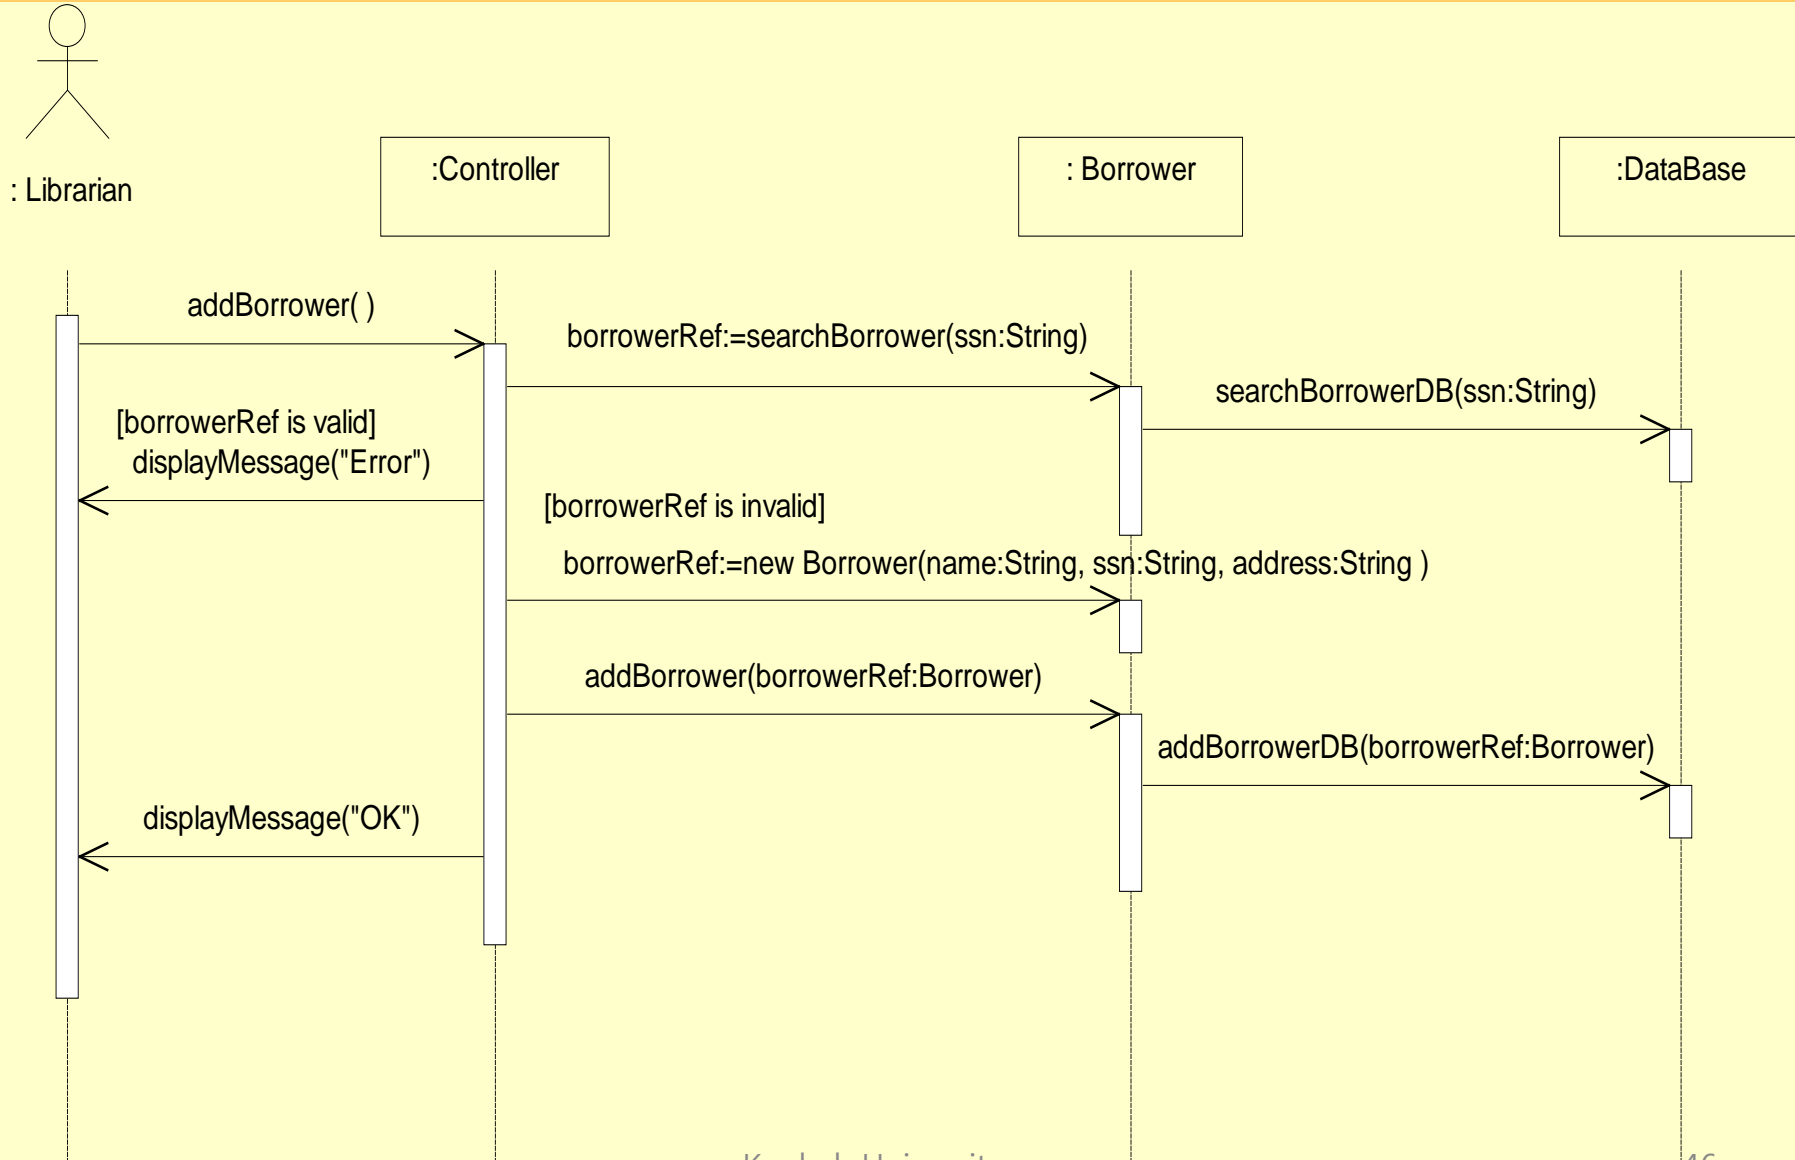 : Librarian
:Controller
: Borrower
:DataBase
addBorrower( )
borrowerRef:=searchBorrower(ssn:String)
searchBorrowerDB(ssn:String)
[borrowerRef is valid]
displayMessage("Error")
[borrowerRef is invalid]
borrowerRef:=new Borrower(name:String, ssn:String, address:String )
addBorrower(borrowerRef:Borrower)
addBorrowerDB(borrowerRef:Borrower)
displayMessage("OK")